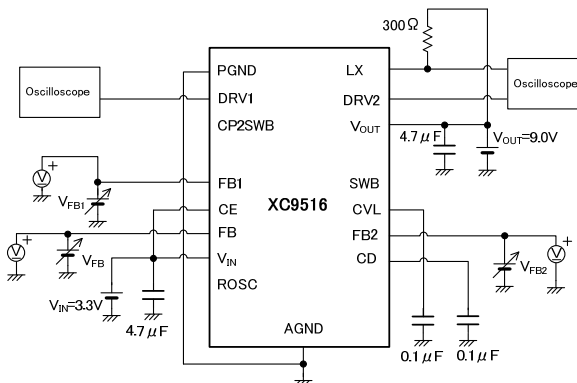 300Ω
PGND
LX
Oscilloscope
Oscilloscope
DRV1
DRV2
CP2SWB
VOUT
4.7μF
VOUT=9.0V
V
+
VFB1
FB1
SWB
XC9516
CE
CVL
V
+
VFB
FB
FB2
VFB2
V
+
VIN
CD
VIN=3.3V
ROSC
4.7μF
AGND
0.1μF
0.1μF